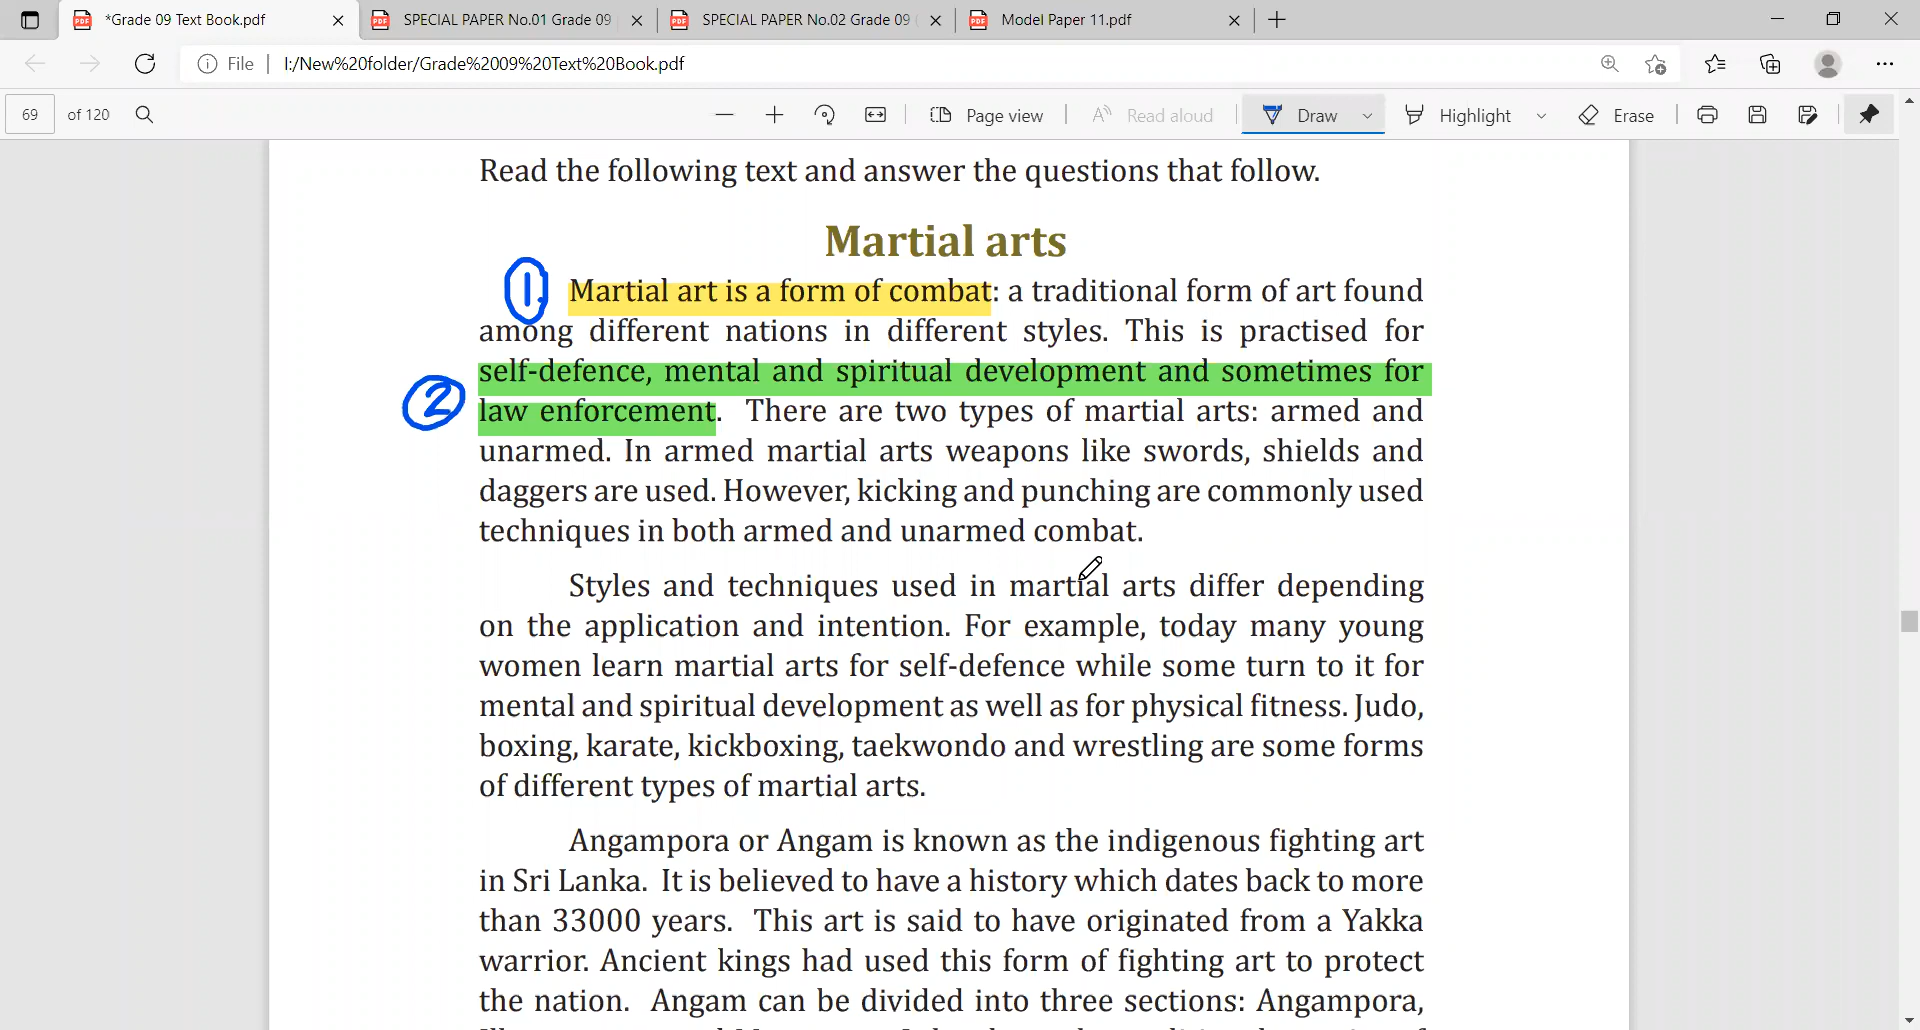 *Grade 09 Text Book.pdf
SPECIAL PAPER No.01 Grade 09
SPECIAL PAPER No.02 Grade 09
Model Paper 11.pdf
File
I:/New%20folder/Grade%2009%20Text%20Book.pdf
69 of 120
Page view
Read aloud
Draw
Highlight
Erase
Read the following text and answer the questions that follow.
Martial arts
1. Martial art is a form of combat: a traditional form of art found
among different nations in different styles. This is practised for
self-defence, mental and spiritual development and sometimes for
2 law enforcement. There are two types of martial arts: armed and
unarmed. In armed martial arts weapons like swords, shields and
daggers are used. However, kicking and punching are commonly used
techniques in both armed and unarmed combat.
Styles and techniques used in martial arts differ depending
on the application and intention. For example, today many young
women learn martial arts for self-defence while some turn to it for
mental and spiritual development as well as for physical fitness. Judo,
boxing, karate, kickboxing, taekwondo and wrestling are some forms
of different types of martial arts.
Angampora or Angam is known as the indigenous fighting art
in Sri Lanka. It is believed to have a history which dates back to more
than 33000 years. This art is said to have originated from a Yakka
warrior. Ancient kings had used this form of fighting art to protect
the nation. Angam can be divided into three sections: Angampora,